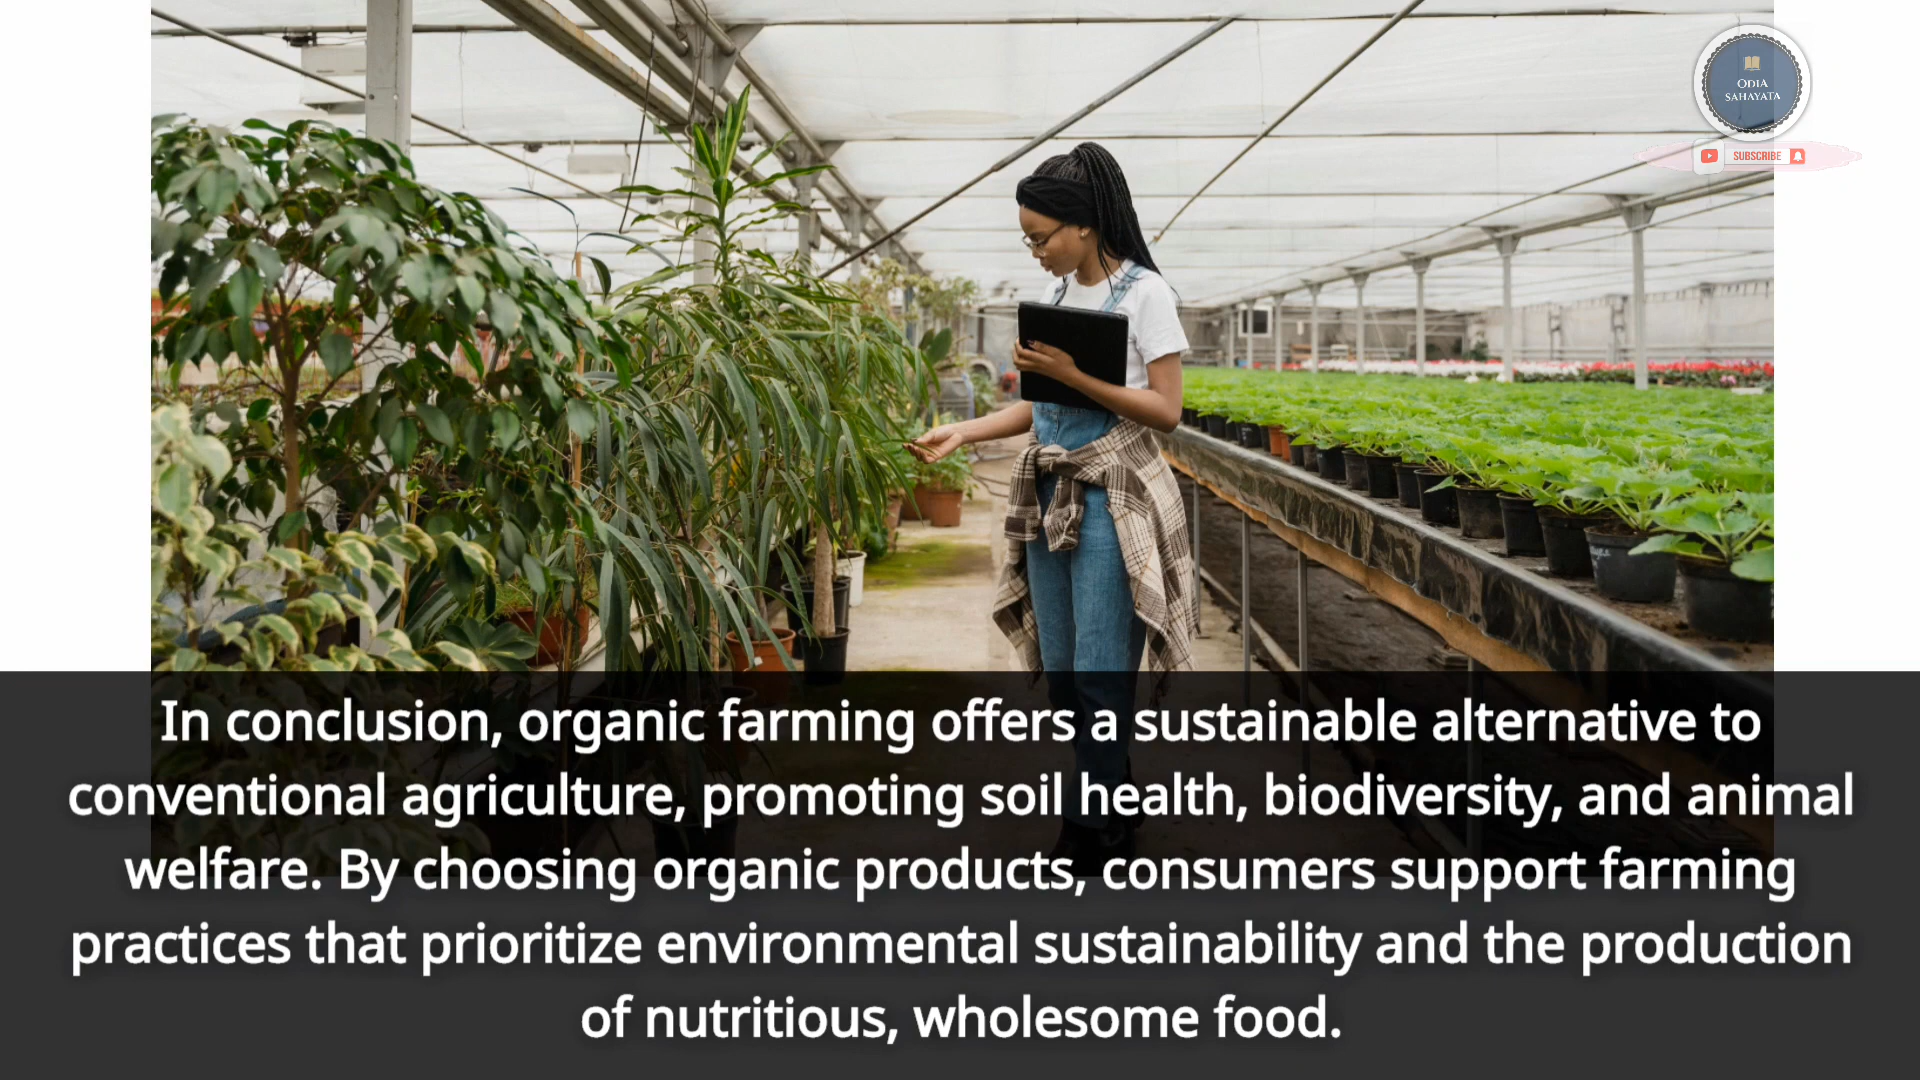 ODIA
SAHAYATA
SUBSCRIBE
In conclusion, organic farming offers a sustainable alternative to
conventional agriculture, promoting soil health, biodiversity, and animal
welfare. By choosing organic products, consumers support farming
practices that prioritize environmental sustainability and the production
of nutritious, wholesome food.